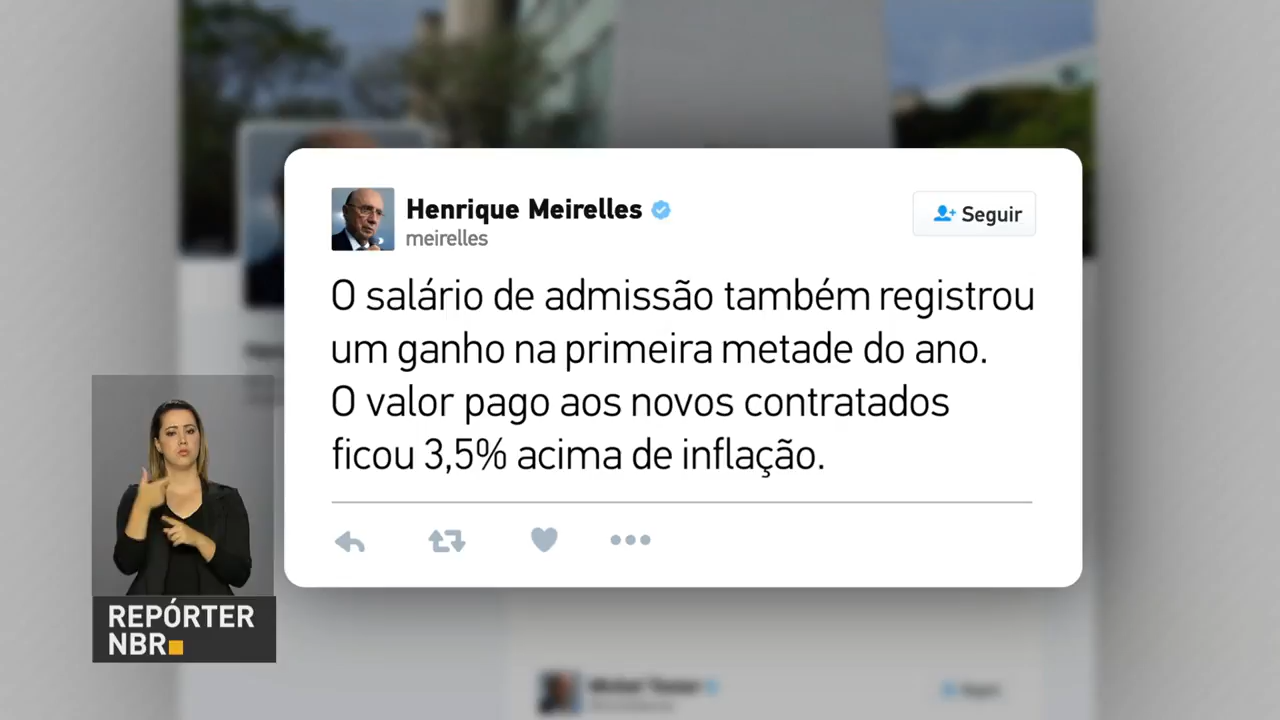 Henrique Meirelles
meirelles
Seguir
O salário de admissão também registrou
um ganho na primeira metade do ano.
O valor pago aos novos contratados
ficou 3,5% acima de inflação.
REPÓRTER
NBR